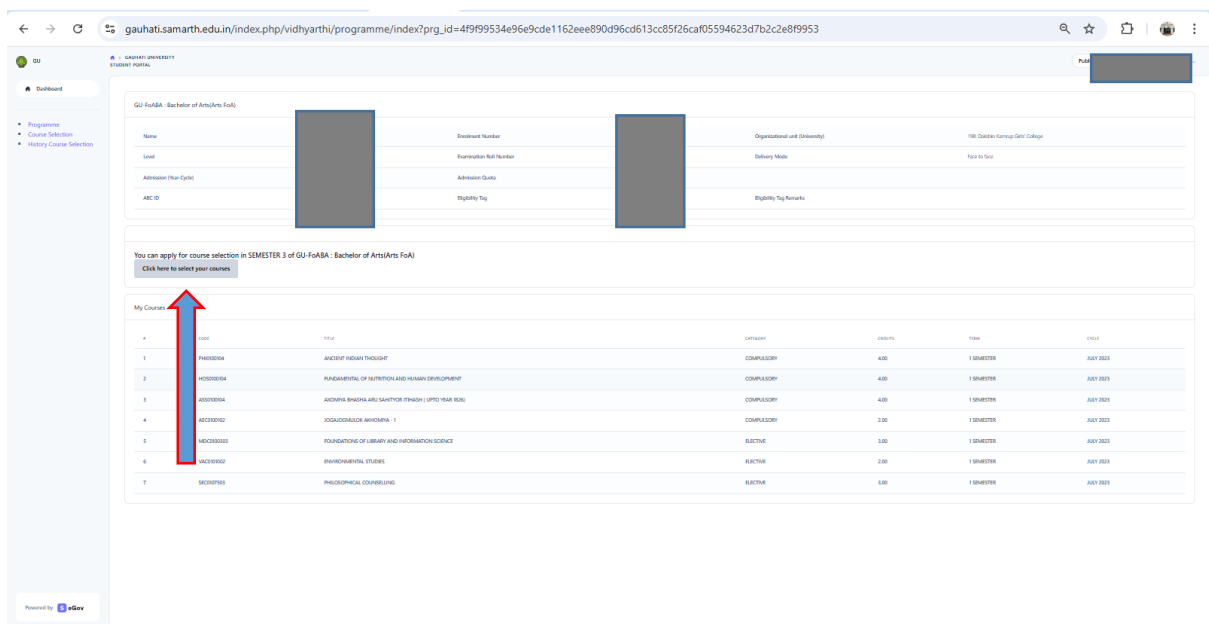 gauhati.samarth.edu.in/index.php/vidhyarthi/programme/index?prg_id=4f9f99534e96e9cde1162eee890d96cd613cc85f26caf05594623d7b2c2e8f9953
GU
GAUHATI UNIVERSITY
STUDENT PORTAL
Publi
Dashboard
Programme
Course Selection
History Course Selection
GU-FoABA : Bachelor of Arts(Arts FoA)
Name Enrolment Number Organizational unit (University) 198: Dakshin Kamrup Girls' College
Level Examination Roll Number Delivery Mode Face to face
Admission (Year-Cycle) Admission Quota
ABC ID Eligibility Tag Eligibility Tag Remarks
You can apply for course selection in SEMESTER 3 of GU-FoABA : Bachelor of Arts(Arts FoA)
Click here to select your courses
My Courses
# CODE TITLE CATEGORY CREDITS TERM CYCLE
1 PHI0100104 ANCIENT INDIAN THOUGHT COMPULSORY 4.00 1 SEMESTER JULY 2023
2 HOS0100104 FUNDAMENTAL OF NUTRITION AND HUMAN DEVELOPMENT COMPULSORY 4.00 1 SEMESTER JULY 2023
3 ASS0100104 AXOMIYA BHASHA ARU SAHITYOR ITIHASH ( UPTO YEAR 1826) COMPULSORY 4.00 1 SEMESTER JULY 2023
4 AEC0100102 JOGAJOGMULOK AKHOMIYA - 1 COMPULSORY 2.00 1 SEMESTER JULY 2023
5 MDC0100303 FOUNDATIONS OF LIBRARY AND INFORMATION SCIENCE ELECTIVE 3.00 1 SEMESTER JULY 2023
6 VAC0101002 ENVIRONMENTAL STUDIES ELECTIVE 2.00 1 SEMESTER JULY 2023
7 SEC0107503 PHILOSOPHICAL COUNSELLING ELECTIVE 3.00 1 SEMESTER JULY 2023
Powered by S eGov